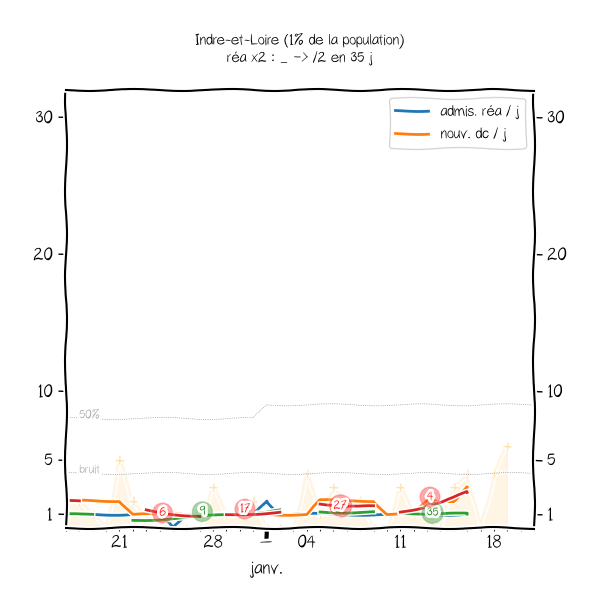 Indre-et-Loire (1% de la population)
réa x2 : _ -> /2 en 35 j
admis. réa / j
nouv. dc / j
30 30
20 20
10 10
50%
5 5
bruit
1 1
6 9 17 27 4 35
21 28 04 11 18
janv.